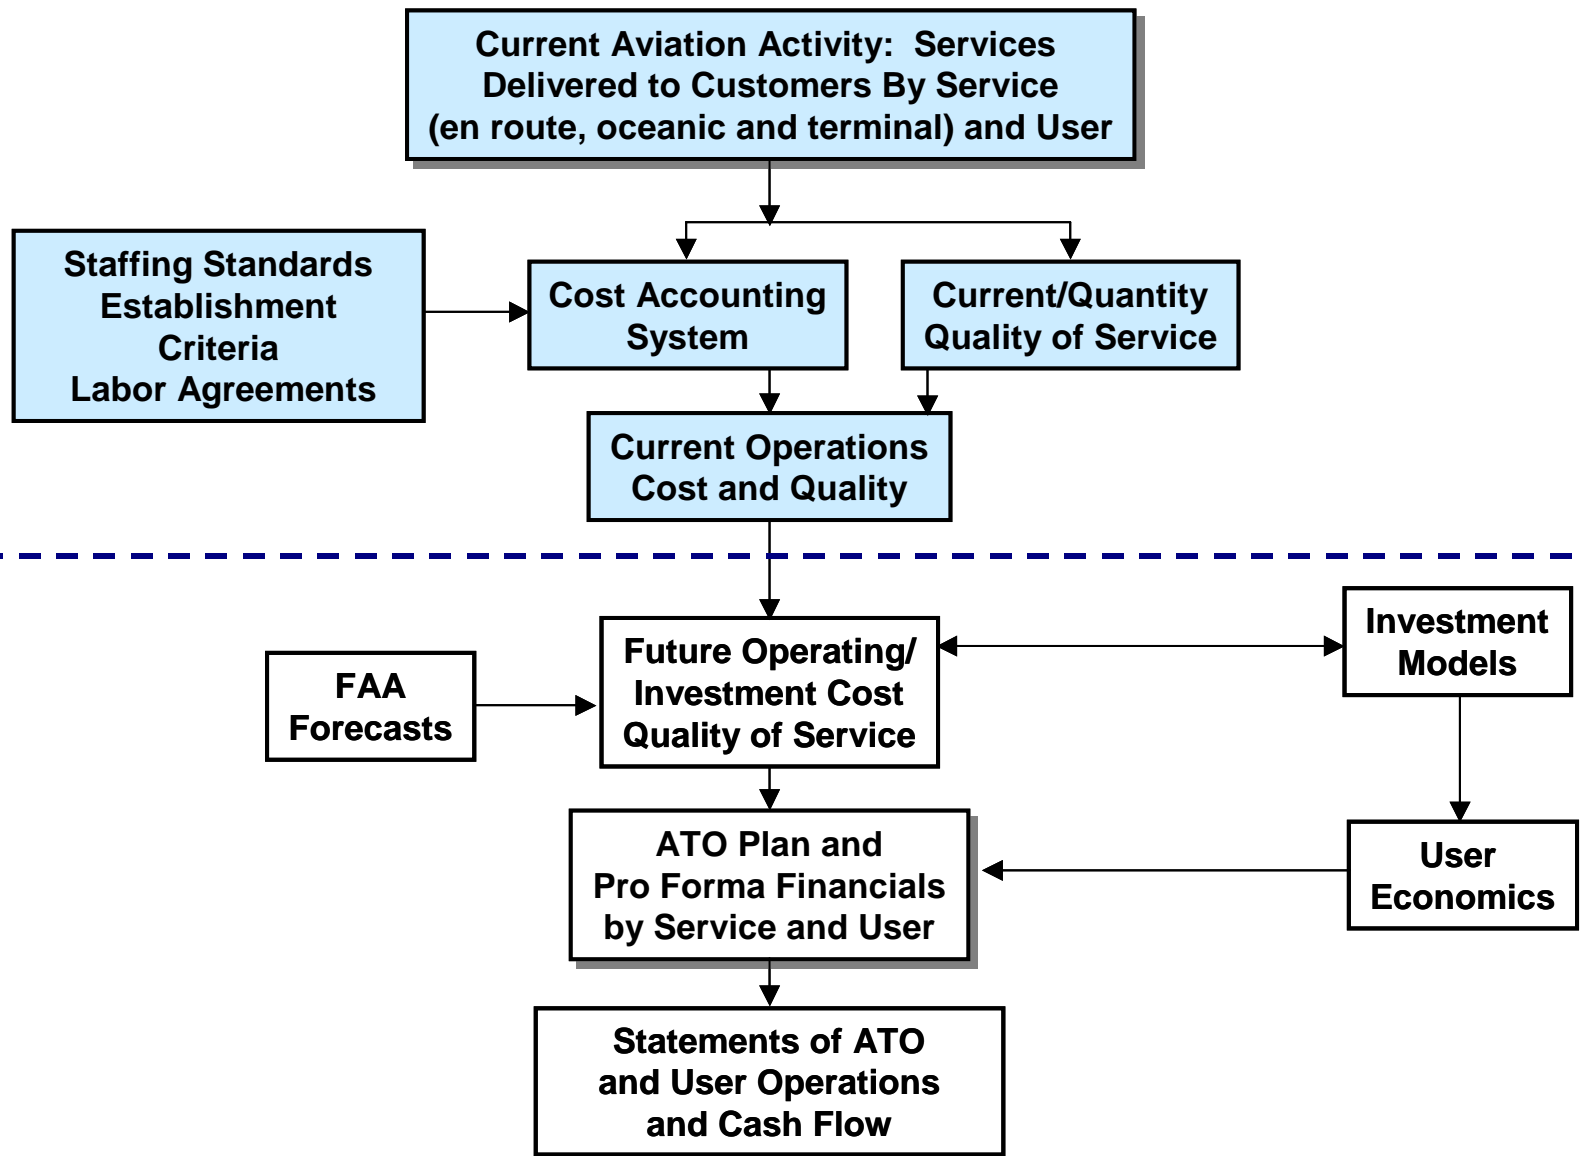 Current Aviation Activity:  Services
Delivered to Customers By Service
(en route, oceanic and terminal) and User
Staffing Standards
Establishment
Criteria
Labor Agreements
Cost Accounting
System
Current/Quantity
Quality of Service
Current Operations
Cost and Quality
FAA
Forecasts
Future Operating/
Investment Cost
Quality of Service
Investment
Models
ATO Plan and
Pro Forma Financials
by Service and User
User
Economics
Statements of ATO
and User Operations
and Cash Flow